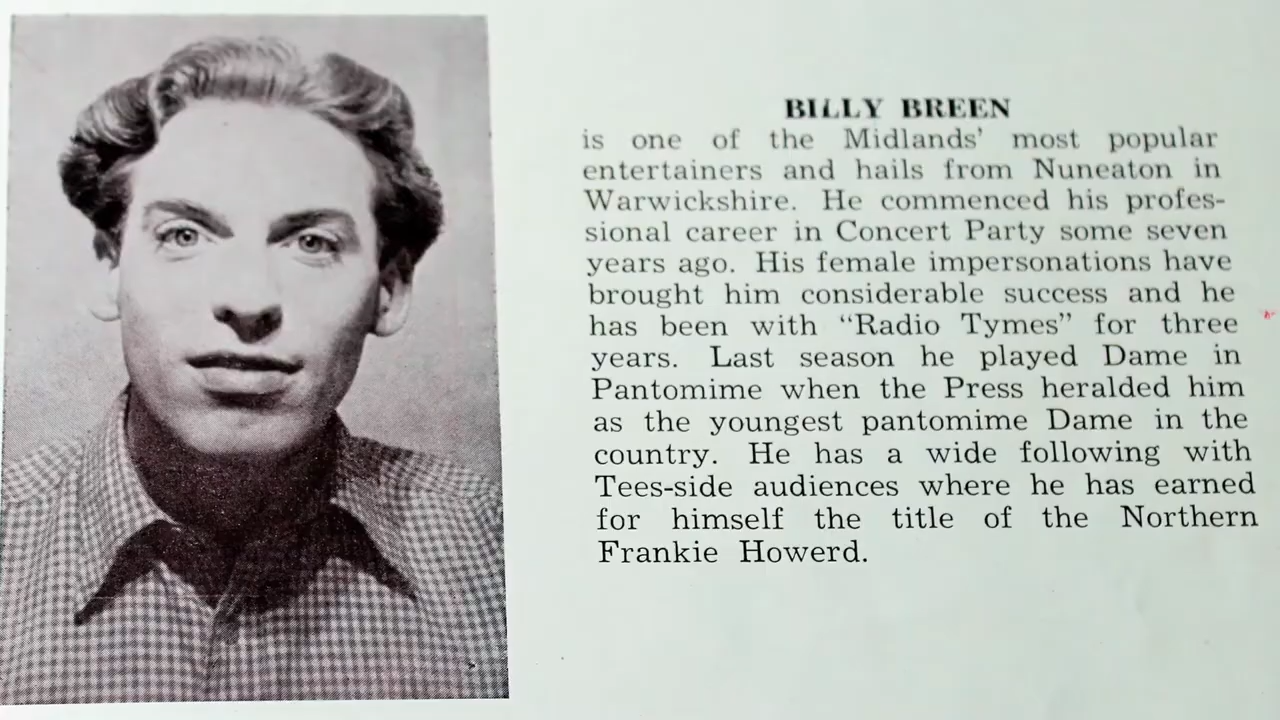 BILLY BREEN
is one of the Midlands' most popular
entertainers and hails from Nuneaton in
Warwickshire. He commenced his profes-
sional career in Concert Party some seven
years ago. His female impersonations have
brought him considerable success and he
has been with “Radio Tymes” for three
years. Last season he played Dame in
Pantomime when the Press heralded him
as the youngest pantomime Dame in the
country. He has a wide following with
Tees-side audiences where he has earned
for himself the title of the Northern
Frankie Howerd.